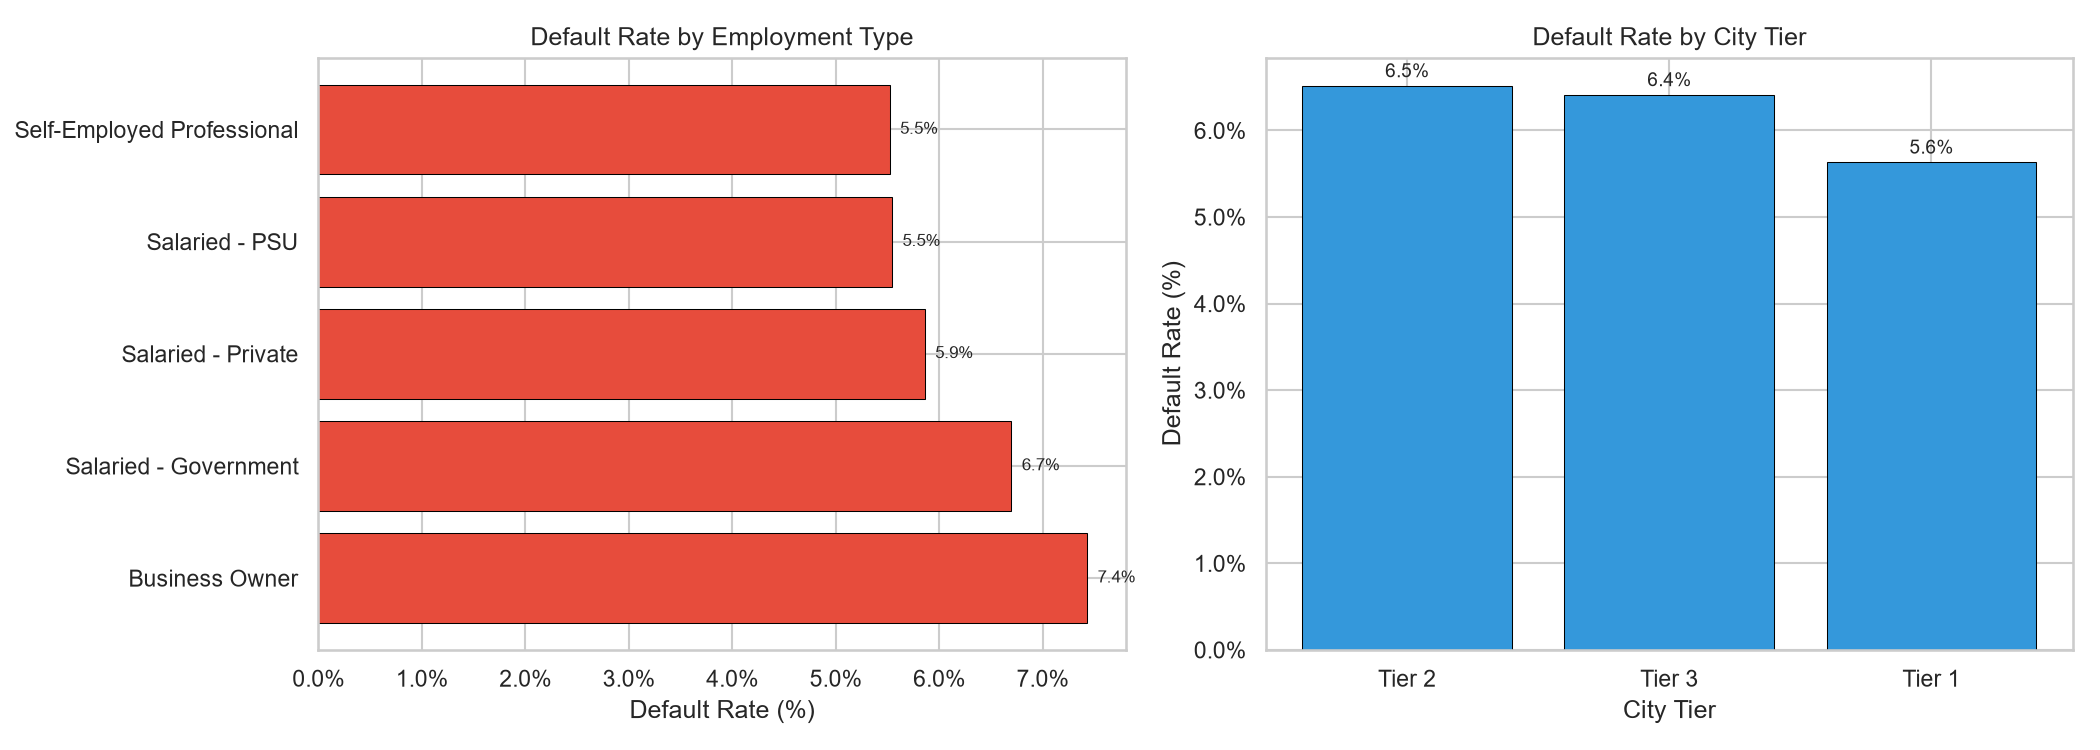 Default Rate by Employment Type
Self-Employed Professional
5.5%
Salaried - PSU
5.5%
Salaried - Private
5.9%
Salaried - Government
6.7%
Business Owner
7.4%
0.0% 1.0% 2.0% 3.0% 4.0% 5.0% 6.0% 7.0%
Default Rate (%)
Default Rate by City Tier
6.5% 6.4% 5.6%
6.0%
5.0%
4.0%
3.0%
2.0%
1.0%
0.0%
Default Rate (%)
Tier 2 Tier 3 Tier 1
City Tier